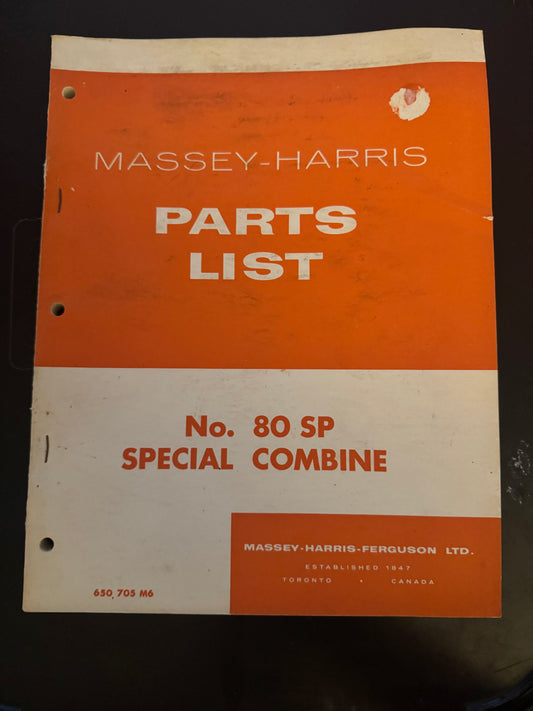 MASSEY-HARRIS
PARTS
LIST
No. 80 SP
SPECIAL COMBINE
MASSEY-HARRIS-FERGUSON LTD.
ESTABLISHED 1847
TORONTO • CANADA
650,705 M6